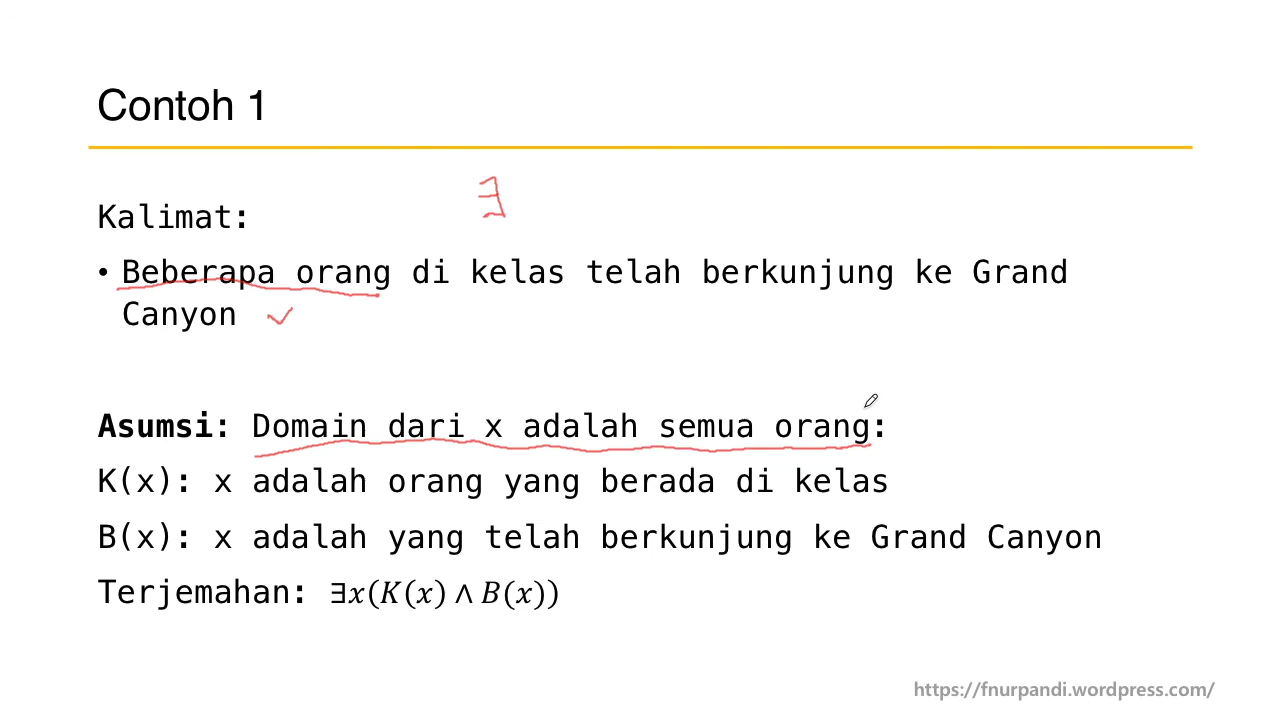 Contoh 1
∃
Kalimat:
• Beberapa orang di kelas telah berkunjung ke Grand
Canyon ✓
Asumsi: Domain dari x adalah semua orang:
K(x): x adalah orang yang berada di kelas
B(x): x adalah yang telah berkunjung ke Grand Canyon
Terjemahan: ∃x(K(x) ∧ B(x))
https://fnurpandi.wordpress.com/